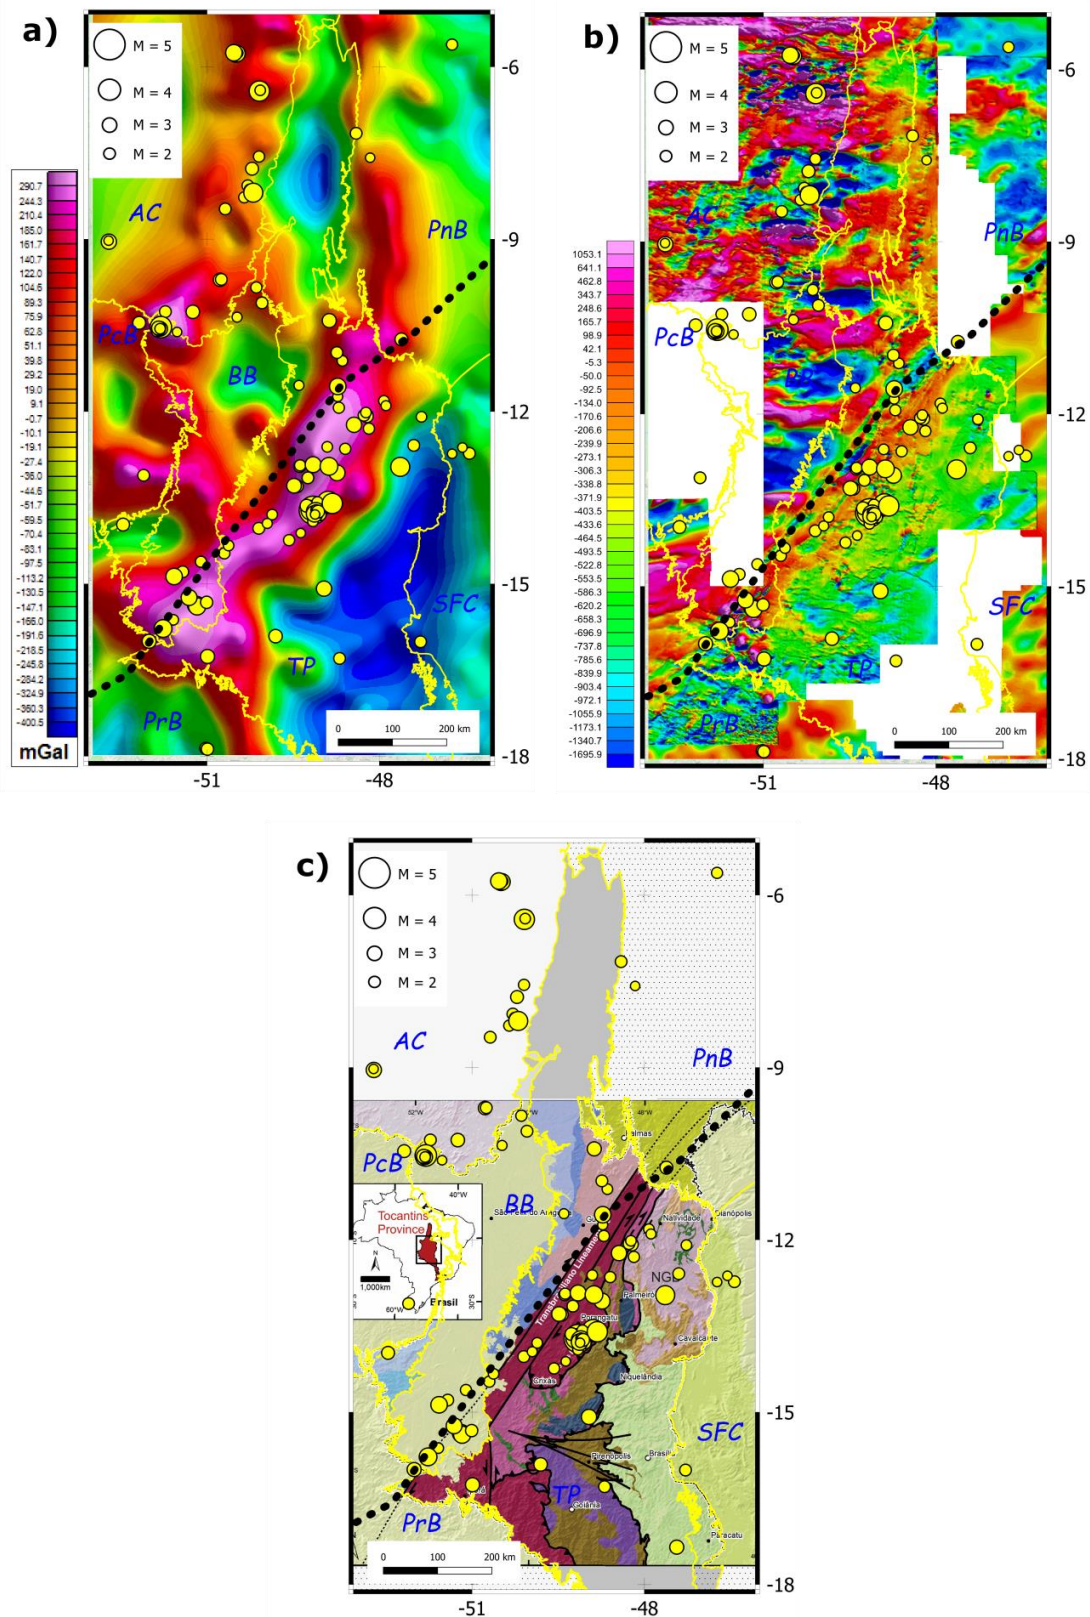 a)
M = 5
M = 4
M = 3
M = 2
290.7
244.3
210.4
185.0
161.7
140.7
122.0
104.6
89.3
75.9
62.8
51.1
39.8
29.2
19.0
9.1
-0.7
-10.1
-19.1
-27.4
-36.0
-44.5
-51.7
-59.5
-70.4
-83.1
-97.5
-113.2
-130.5
-147.1
-166.0
-191.6
-218.5
-245.8
-284.2
-324.9
-360.3
-400.5
mGal
AC
PnB
PcB
BB
SFC
TP
PrB
0 100 200 km
-6
-9
-12
-15
-18
-51
-48
b)
M = 5
M = 4
M = 3
M = 2
1053.1
641.1
462.8
343.7
248.6
165.7
98.9
42.1
-5.3
-50.0
-92.5
-134.0
-170.6
-206.6
-239.9
-273.1
-306.3
-338.8
-371.9
-403.5
-433.6
-464.5
-493.5
-522.8
-553.5
-586.3
-620.2
-658.3
-696.9
-737.8
-785.6
-839.9
-903.4
-972.1
-1055.9
-1173.1
-1340.7
-1695.9
AC
PnB
PcB
BB
SFC
TP
PrB
0 100 200 km
-6
-9
-12
-15
-18
-51
-48
c)
M = 5
M = 4
M = 3
M = 2
AC
PnB
52°W
48°W
PcB
BB
40°W
Tocantins
Province
N
1,000km
60°W
30°S
Brasil
Natividade
Dianópolis
Transbrasiliano Lineament
Palmeiró
Porangatu
Cavalcante
Niquelândia
Crixás
SFC
Pirenópolis
Brasíl
TP
Goiânia
PrB
Paracatu
0 100 200 km
-6
-9
-12
-15
-18
-51
-48